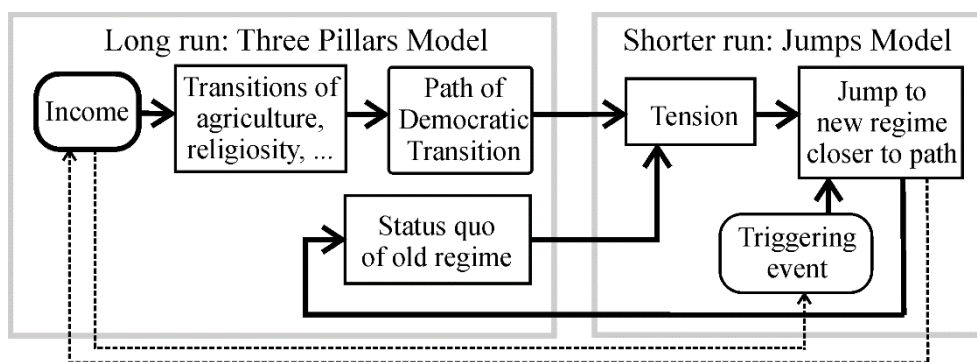 Long run: Three Pillars Model
Shorter run: Jumps Model
Income
Transitions of
agriculture,
religiosity, ...
Path of
Democratic
Transition
Tension
Jump to
new regime
closer to path
Status quo
of old regime
Triggering
event